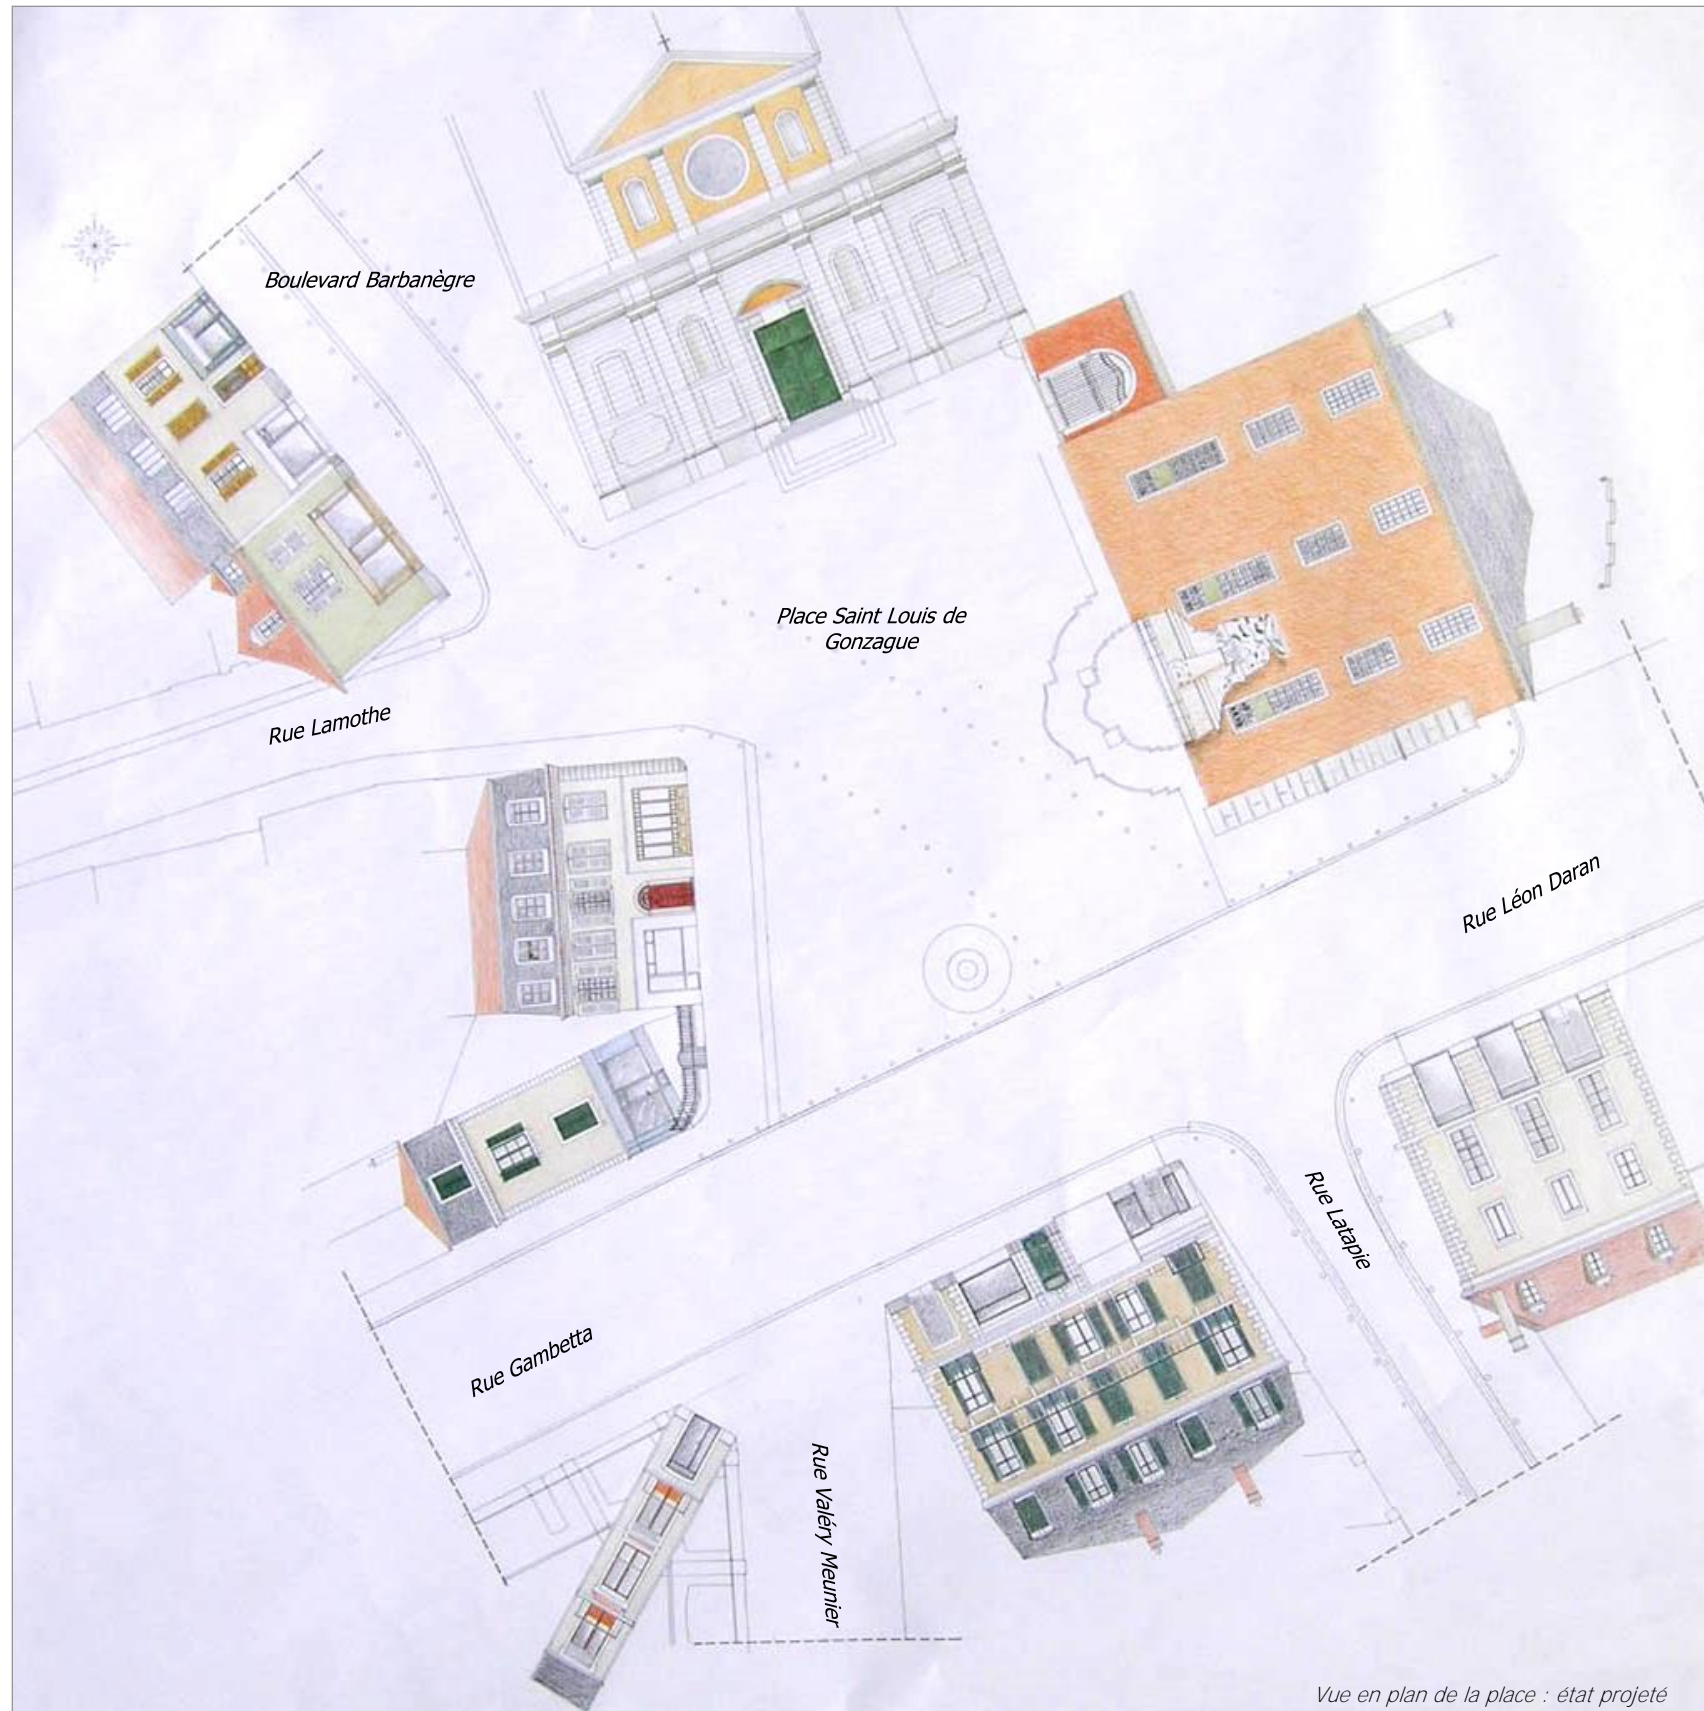 Boulevard Barbanègre
Place Saint Louis de
Gonzague
Rue Lamothe
Rue Léon Daran
Rue Latapie
Rue Gambetta
Rue Valéry Meunier
Vue en plan de la place : état projeté